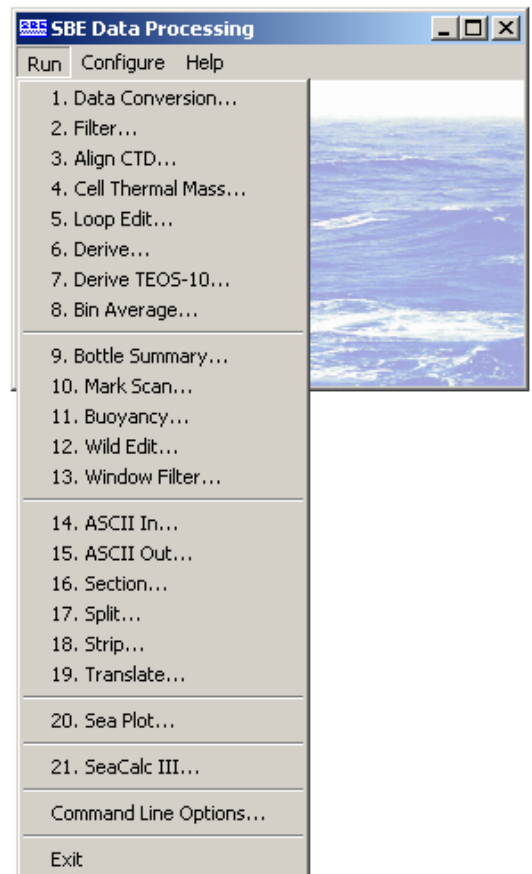 SBE SBE Data Processing
Run Configure Help
1. Data Conversion...
2. Filter...
3. Align CTD...
4. Cell Thermal Mass...
5. Loop Edit...
6. Derive...
7. Derive TEOS-10...
8. Bin Average...
9. Bottle Summary...
10. Mark Scan...
11. Buoyancy...
12. Wild Edit...
13. Window Filter...
14. ASCII In...
15. ASCII Out...
16. Section...
17. Split...
18. Strip...
19. Translate...
20. Sea Plot...
21. SeaCalc III...
Command Line Options...
Exit